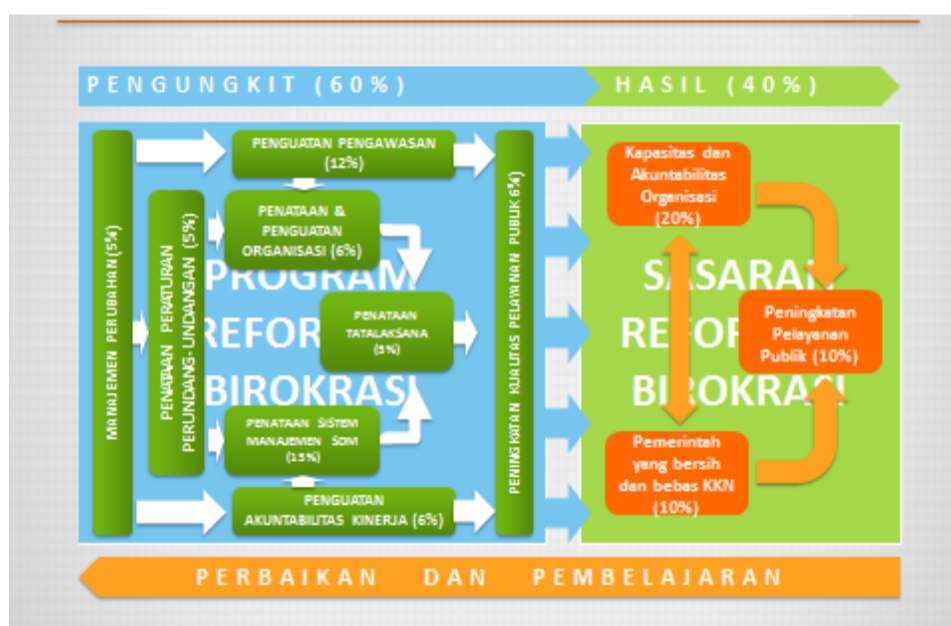 PENGUNGKIT (60%)
HASIL (40%)
MANAJEMEN PERUBAHAN (5%)
PENATAAN PERATURAN
PERUNDANG-UNDANGAN (5%)
PENGUATAN PENGAWASAN
(12%)
PENATAAN &
PENGUATAN
ORGANISASI (6%)
PENATAAN
TATALAKSANA
(5%)
PENATAAN SISTEM
MANAJEMEN SDM
(15%)
PENGUATAN
AKUNTABILITAS KINERJA (6%)
PENINGKATAN KUALITAS PELAYANAN PUBLIK 6%)
PROGRAM
REFOR
BIROKRASI
Kapasitas dan
Akuntabilitas
Organisasi
(20%)
Peningkatan
Pelayanan
Publik (10%)
Pemerintah
yang bersih
dan bebas KKN
(10%)
SASARAN
REFO
BIROKRASI
PERBAIKAN DAN PEMBELAJARAN